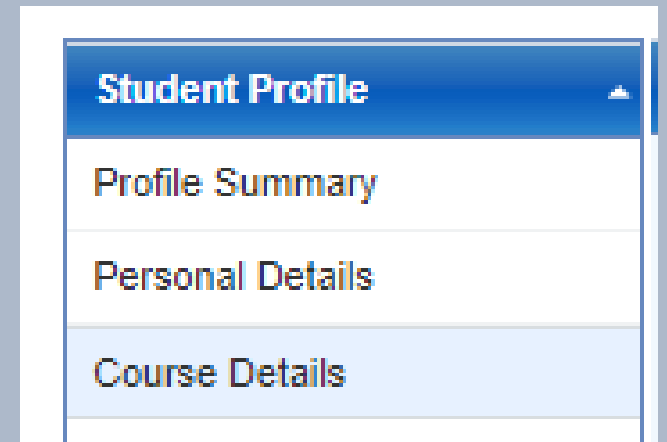 Student Profile
Profile Summary
Personal Details
Course Details